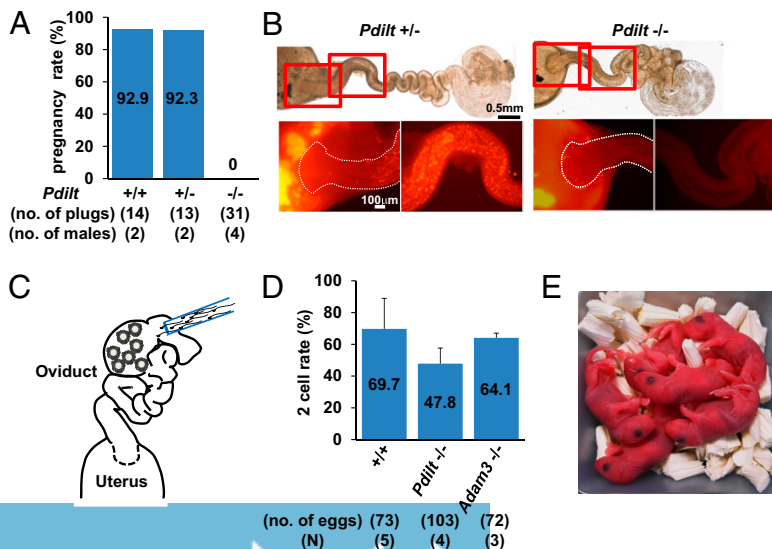 A
pregnancy rate (%)
100
80
60
40
20
0
92.9
92.3
0
Pdilt +/+ +/- -/-
(no. of plugs) (14) (13) (31)
(no. of males) (2) (2) (4)
B
Pdilt +/-
Pdilt -/-
0.5mm
100µm
C
Oviduct
Uterus
D
2 cell rate (%)
100
80
60
40
20
0
69.7
47.8
64.1
+/+
Pdilt -/-
Adam3 -/-
(no. of eggs) (73) (103) (72)
(N) (5) (4) (3)
E